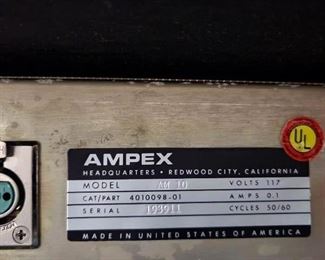 AMPEX
HEADQUARTERS • REDWOOD CITY, CALIFORNIA
MODEL AM 10 VOLTS 117
CAT/PART 4010098-01 AMPS 0.1
SERIAL 193911 CYCLES 50/60
MADE IN UNITED STATES OF AMERICA
UL